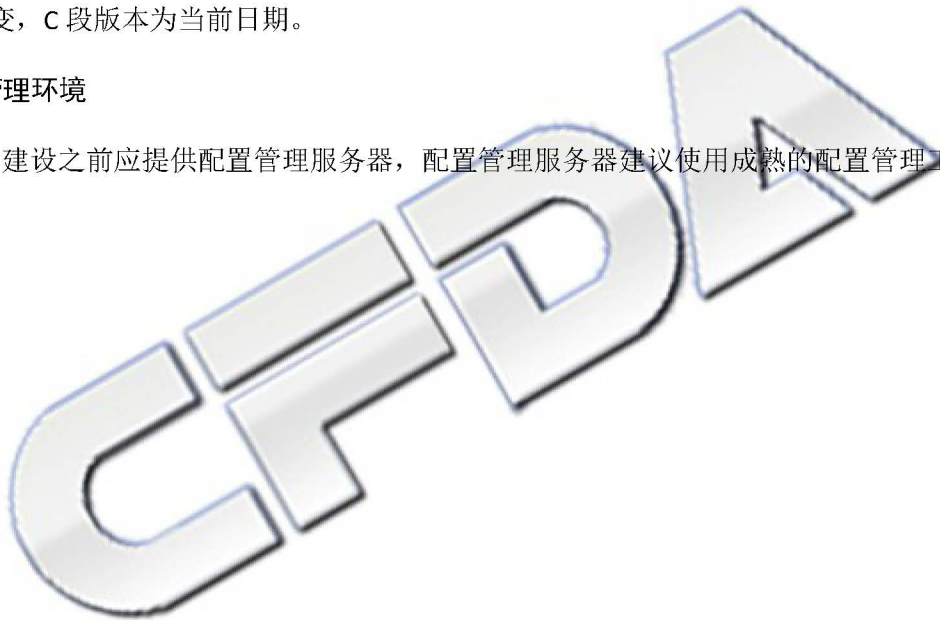 变，C 段版本为当前日期。
管理环境
建设之前应提供配置管理服务器，配置管理服务器建议使用成熟的配置管理工
CFDA